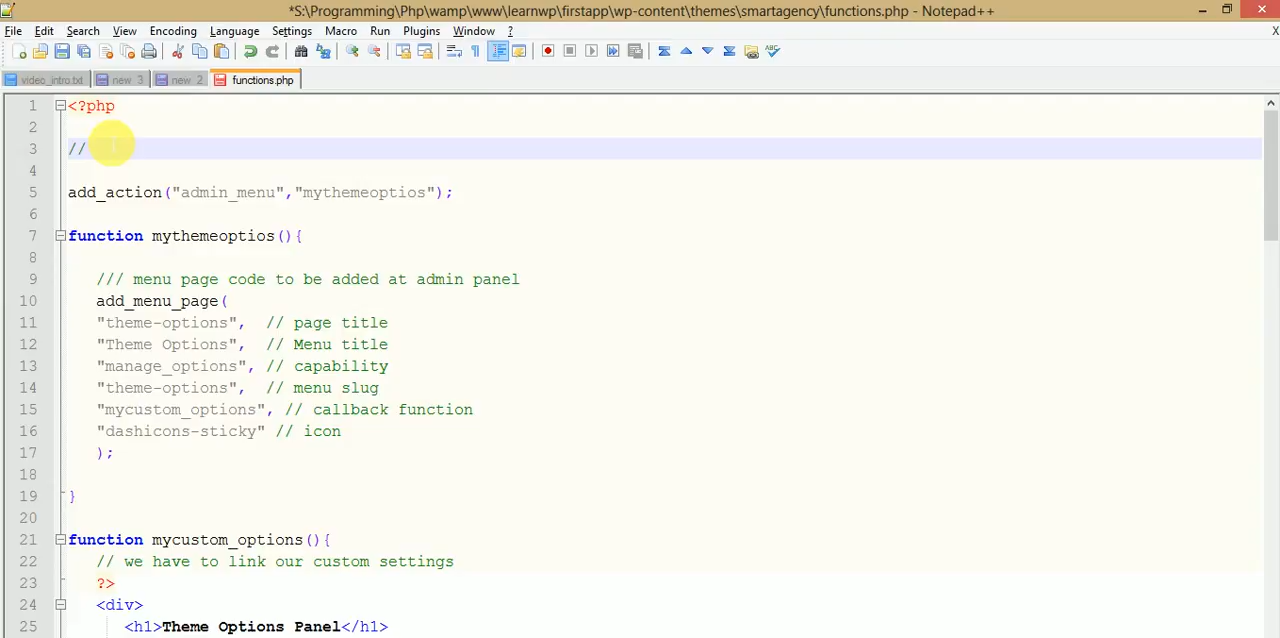 *S:\Programming\Php\wamp\www\learnwp\firstapp\wp-content\themes\smartagency\functions.php - Notepad++
File Edit Search View Encoding Language Settings Macro Run Plugins Window ? X
video_intro.txt new 3 new 2 functions.php
1 <?php
2
3 //
4
5 add_action("admin_menu","mythemeoptios");
6
7 function mythemeoptios(){
8
9 /// menu page code to be added at admin panel
10 add_menu_page(
11 "theme-options", // page title
12 "Theme Options", // Menu title
13 "manage_options", // capability
14 "theme-options", // menu slug
15 "mycustom_options", // callback function
16 "dashicons-sticky" // icon
17 );
18
19 }
20
21 function mycustom_options(){
22 // we have to link our custom settings
23 ?>
24 <div>
25 <h1>Theme Options Panel</h1>